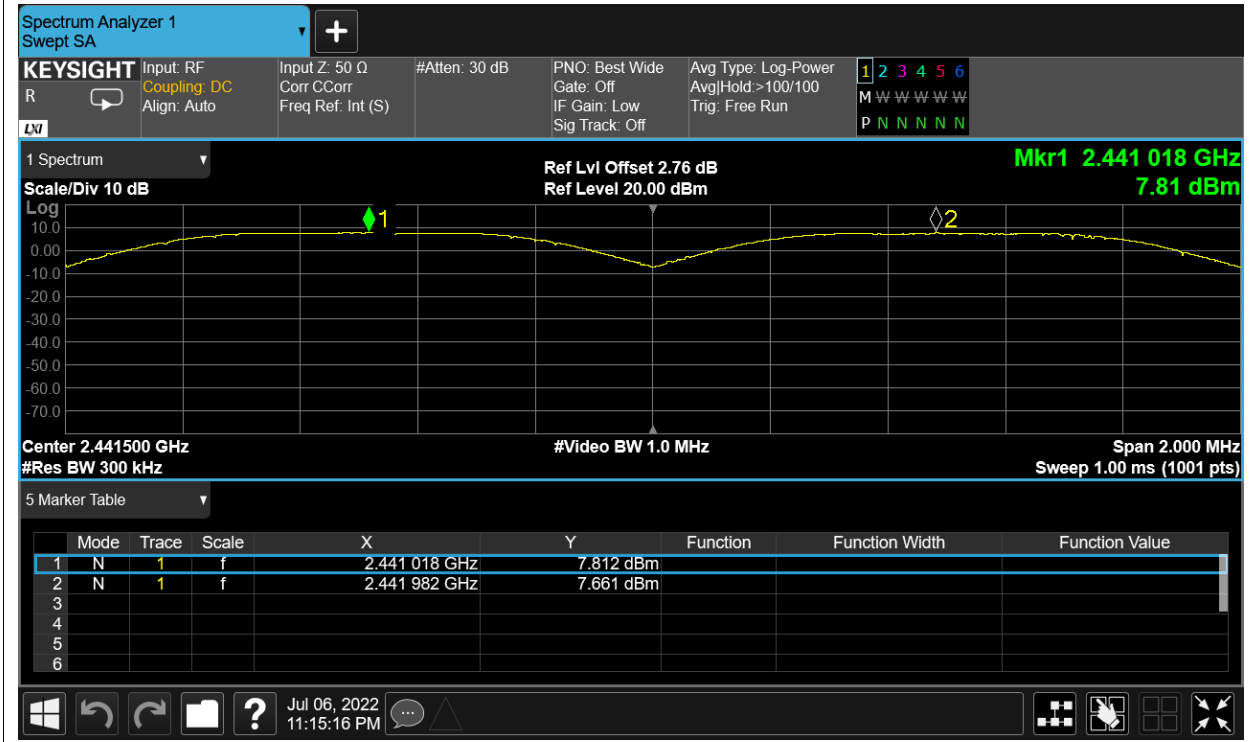 Spectrum Analyzer 1
Swept SA
+
KEYSIGHT Input: RF Input Z: 50 Ω #Atten: 30 dB PNO: Best Wide Avg Type: Log-Power 1 2 3 4 5 6
R Coupling: DC Corr CCorr Gate: Off Avg|Hold:>100/100 M W W W W W
Align: Auto Freq Ref: Int (S) IF Gain: Low Trig: Free Run
LXI Sig Track: Off P N N N N N
1 Spectrum Ref Lvl Offset 2.76 dB Mkr1 2.441 018 GHz
Scale/Div 10 dB Ref Level 20.00 dBm 7.81 dBm
Log
1 2
10.0
0.00
-10.0
-20.0
-30.0
-40.0
-50.0
-60.0
-70.0
Center 2.441500 GHz #Video BW 1.0 MHz Span 2.000 MHz
#Res BW 300 kHz Sweep 1.00 ms (1001 pts)
5 Marker Table
Mode Trace Scale X Y Function Function Width Function Value
1 N 1 f 2.441 018 GHz 7.812 dBm
2 N 1 f 2.441 982 GHz 7.661 dBm
3
4
5
6
? Jul 06, 2022
11:15:16 PM